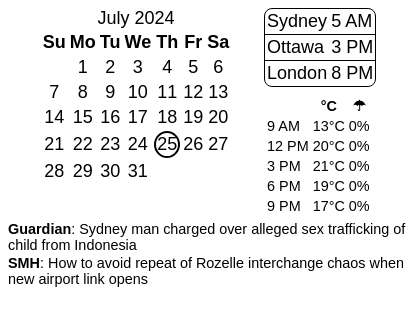 July 2024
Su Mo Tu We Th Fr Sa
1 2 3 4 5 6
7 8 9 10 11 12 13
14 15 16 17 18 19 20
21 22 23 24 25 26 27
28 29 30 31
Sydney 5 AM
Ottawa 3 PM
London 8 PM
°C ☂
9 AM 13°C 0%
12 PM 20°C 0%
3 PM 21°C 0%
6 PM 19°C 0%
9 PM 17°C 0%
Guardian: Sydney man charged over alleged sex trafficking of
child from Indonesia
SMH: How to avoid repeat of Rozelle interchange chaos when
new airport link opens